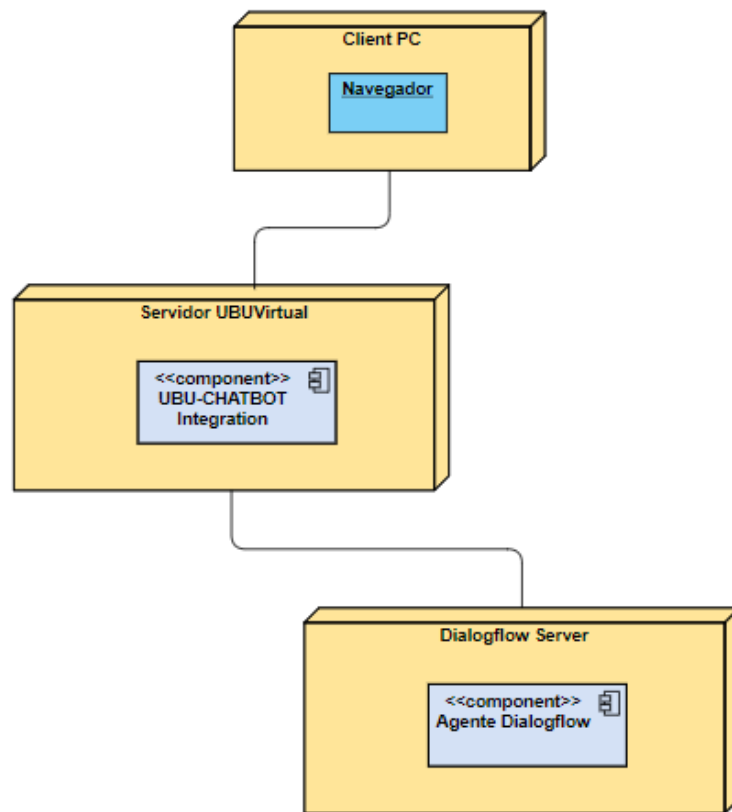 Client PC
Navegador
Servidor UBUVirtual
<<component>>
UBU-CHATBOT
Integration
Dialogflow Server
<<component>>
Agente Dialogflow